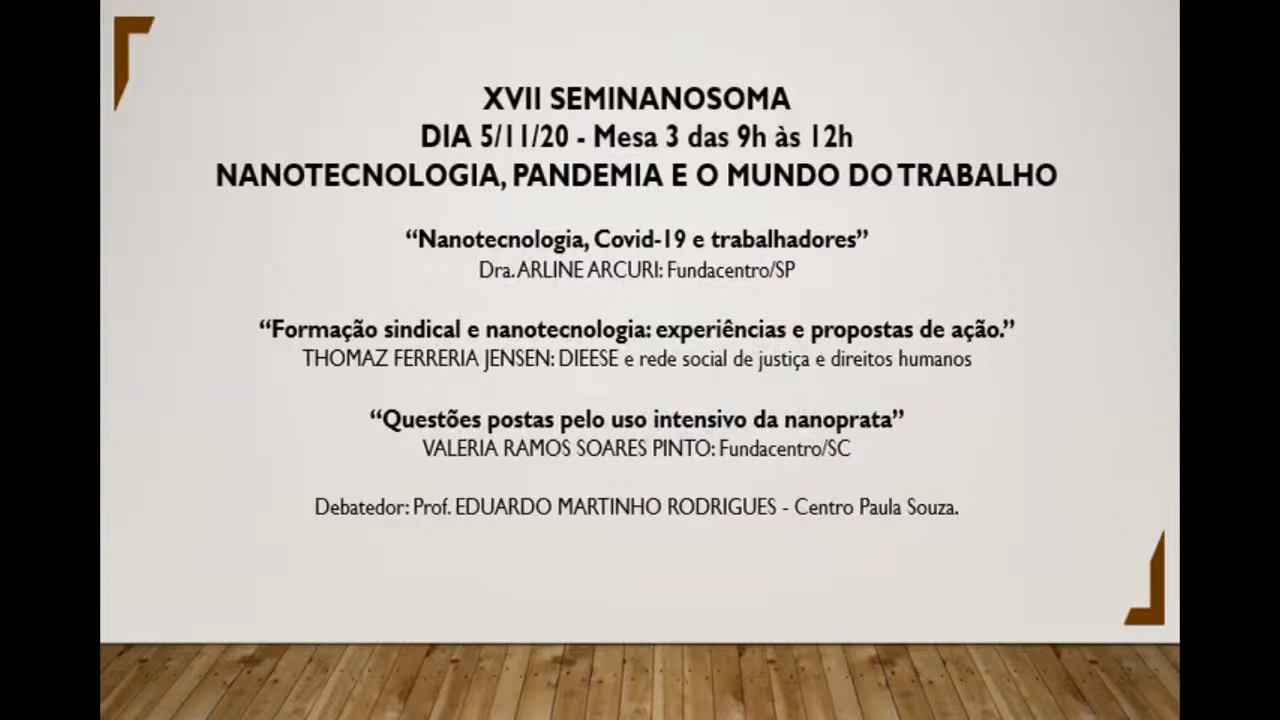 XVII SEMINANOSOMA
DIA 5/11/20 - Mesa 3 das 9h às 12h
NANOTECNOLOGIA, PANDEMIA E O MUNDO DO TRABALHO
“Nanotecnologia, Covid-19 e trabalhadores”
Dra. ARLINE ARCURI: Fundacentro/SP
“Formação sindical e nanotecnologia: experiências e propostas de ação.”
THOMAZ FERRERIA JENSEN: DIEESE e rede social de justiça e direitos humanos
“Questões postas pelo uso intensivo da nanoprata”
VALERIA RAMOS SOARES PINTO: Fundacentro/SC
Debatedor: Prof. EDUARDO MARTINHO RODRIGUES - Centro Paula Souza.